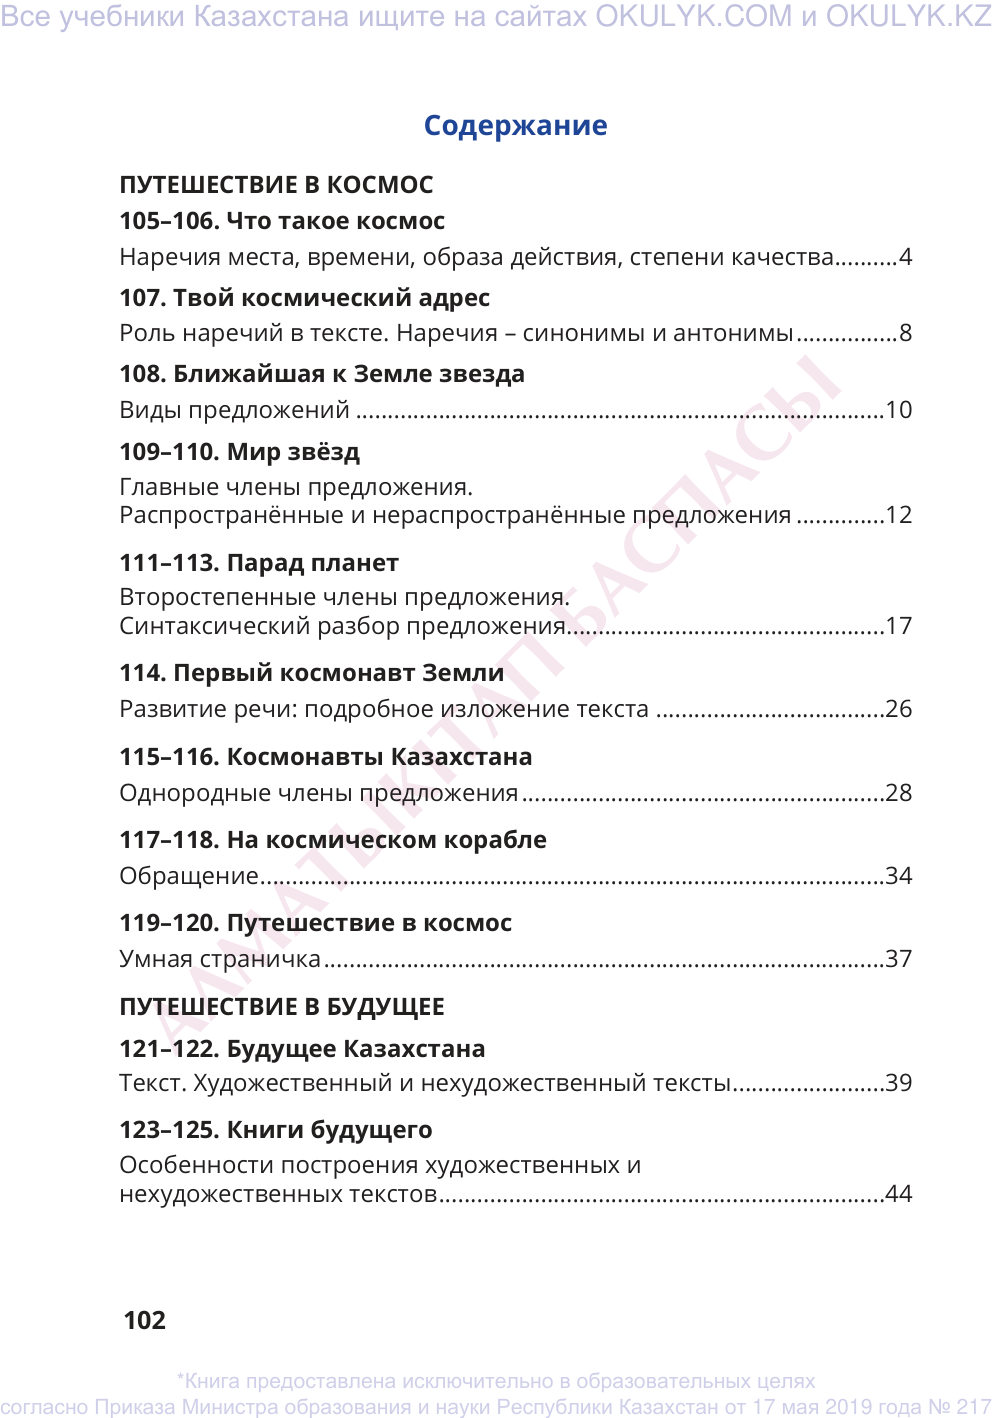 Все учебники Казахстана ищите на сайтах OKULYK.COM и OKULYK.KZ
Содержание
ПУТЕШЕСТВИЕ В КОСМОС
105–106. Что такое космос
Наречия места, времени, образа действия, степени качества..........4
107. Твой космический адрес
Роль наречий в тексте. Наречия – синонимы и антонимы................8
108. Ближайшая к Земле звезда
Виды предложений ...................................................................................10
109–110. Мир звёзд
Главные члены предложения.
Распространённые и нераспространённые предложения ..............12
111–113. Парад планет
Второстепенные члены предложения.
Синтаксический разбор предложения..................................................17
114. Первый космонавт Земли
Развитие речи: подробное изложение текста ....................................26
115–116. Космонавты Казахстана
Однородные члены предложения.........................................................28
117–118. На космическом корабле
Обращение..................................................................................................34
119–120. Путешествие в космос
Умная страничка........................................................................................37
ПУТЕШЕСТВИЕ В БУДУЩЕЕ
121–122. Будущее Казахстана
Текст. Художественный и нехудожественный тексты........................39
123–125. Книги будущего
Особенности построения художественных и
нехудожественных текстов......................................................................44
АЛМАТЫКІТАП БАСПАСЫ
102
*Книга предоставлена исключительно в образовательных целях
согласно Приказа Министра образования и науки Республики Казахстан от 17 мая 2019 года № 217